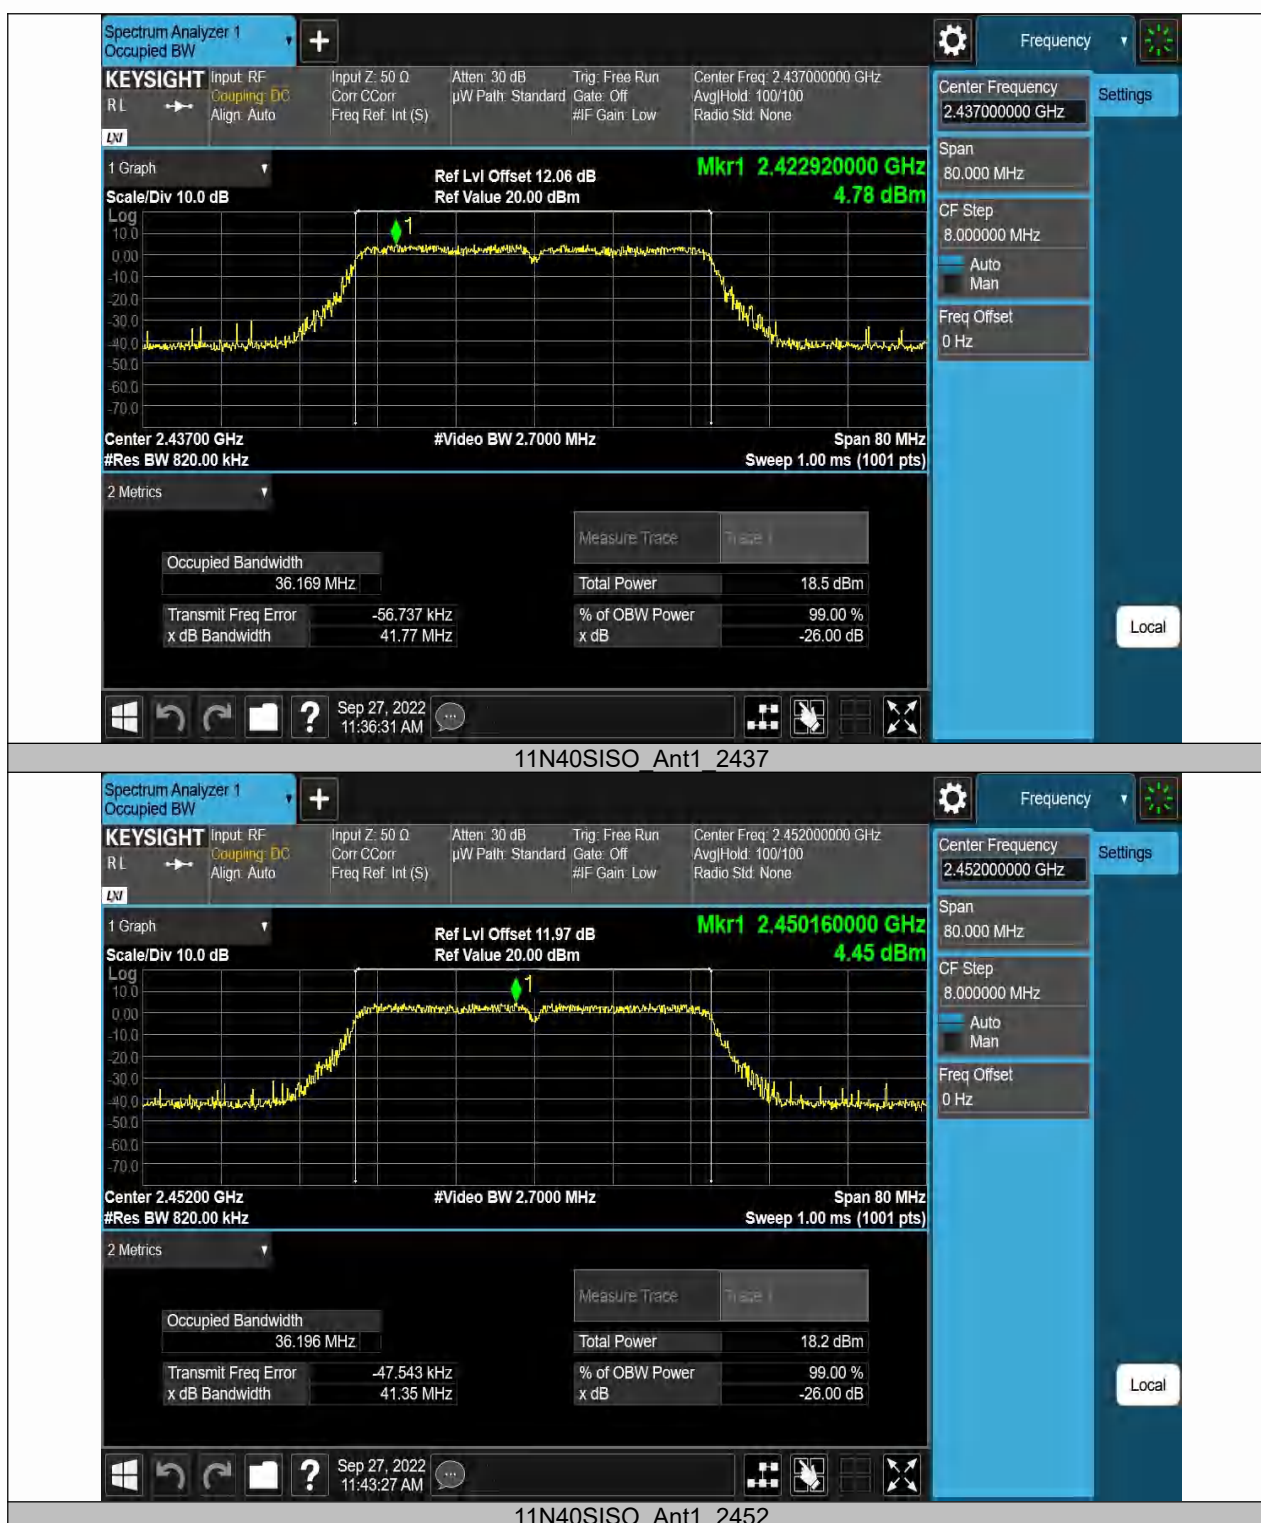 Spectrum Analyzer 1
Occupied BW
Frequency
KEYSIGHT
R L
LXI
Input: RF
Coupling: DC
Align: Auto
Input Z: 50 Ω
Corr CCorr
Freq Ref: Int (S)
Atten: 30 dB
µW Path: Standard
Trig: Free Run
Gate: Off
#IF Gain: Low
Center Freq: 2.437000000 GHz
Avg|Hold: 100/100
Radio Std: None
Center Frequency
2.437000000 GHz
Settings
Span
80.000 MHz
CF Step
8.000000 MHz
Auto
Man
Freq Offset
0 Hz
1 Graph
Scale/Div 10.0 dB
Ref Lvl Offset 12.06 dB
Ref Value 20.00 dBm
Mkr1 2.422920000 GHz
4.78 dBm
Log
10.0
0.00
-10.0
-20.0
-30.0
-40.0
-50.0
-60.0
-70.0
1
Center 2.43700 GHz
#Res BW 820.00 kHz
#Video BW 2.7000 MHz
Span 80 MHz
Sweep 1.00 ms (1001 pts)
2 Metrics
Measure Trace Trace 1
Occupied Bandwidth
36.169 MHz
Total Power 18.5 dBm
Transmit Freq Error -56.737 kHz
% of OBW Power 99.00 %
x dB Bandwidth 41.77 MHz
x dB -26.00 dB
Local
Sep 27, 2022
11:36:31 AM
11N40SISO_Ant1_2437
Spectrum Analyzer 1
Occupied BW
Frequency
KEYSIGHT
R L
LXI
Input: RF
Coupling: DC
Align: Auto
Input Z: 50 Ω
Corr CCorr
Freq Ref: Int (S)
Atten: 30 dB
µW Path: Standard
Trig: Free Run
Gate: Off
#IF Gain: Low
Center Freq: 2.452000000 GHz
Avg|Hold: 100/100
Radio Std: None
Center Frequency
2.452000000 GHz
Settings
Span
80.000 MHz
CF Step
8.000000 MHz
Auto
Man
Freq Offset
0 Hz
1 Graph
Scale/Div 10.0 dB
Ref Lvl Offset 11.97 dB
Ref Value 20.00 dBm
Mkr1 2.450160000 GHz
4.45 dBm
Log
10.0
0.00
-10.0
-20.0
-30.0
-40.0
-50.0
-60.0
-70.0
1
Center 2.45200 GHz
#Res BW 820.00 kHz
#Video BW 2.7000 MHz
Span 80 MHz
Sweep 1.00 ms (1001 pts)
2 Metrics
Measure Trace Trace 1
Occupied Bandwidth
36.196 MHz
Total Power 18.2 dBm
Transmit Freq Error -47.543 kHz
% of OBW Power 99.00 %
x dB Bandwidth 41.35 MHz
x dB -26.00 dB
Local
Sep 27, 2022
11:43:27 AM
11N40SISO_Ant1_2452